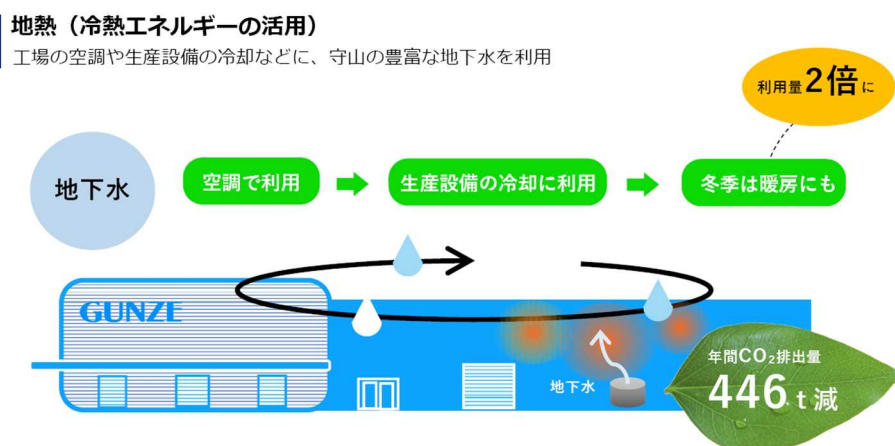 地熱（冷熱エネルギーの活用）
工場の空調や生産設備の冷却などに、守山の豊富な地下水を利用
利用量2倍に
地下水
空調で利用
生産設備の冷却に利用
冬季は暖房にも
GUNZE
地下水
年間CO₂排出量
446 t 減